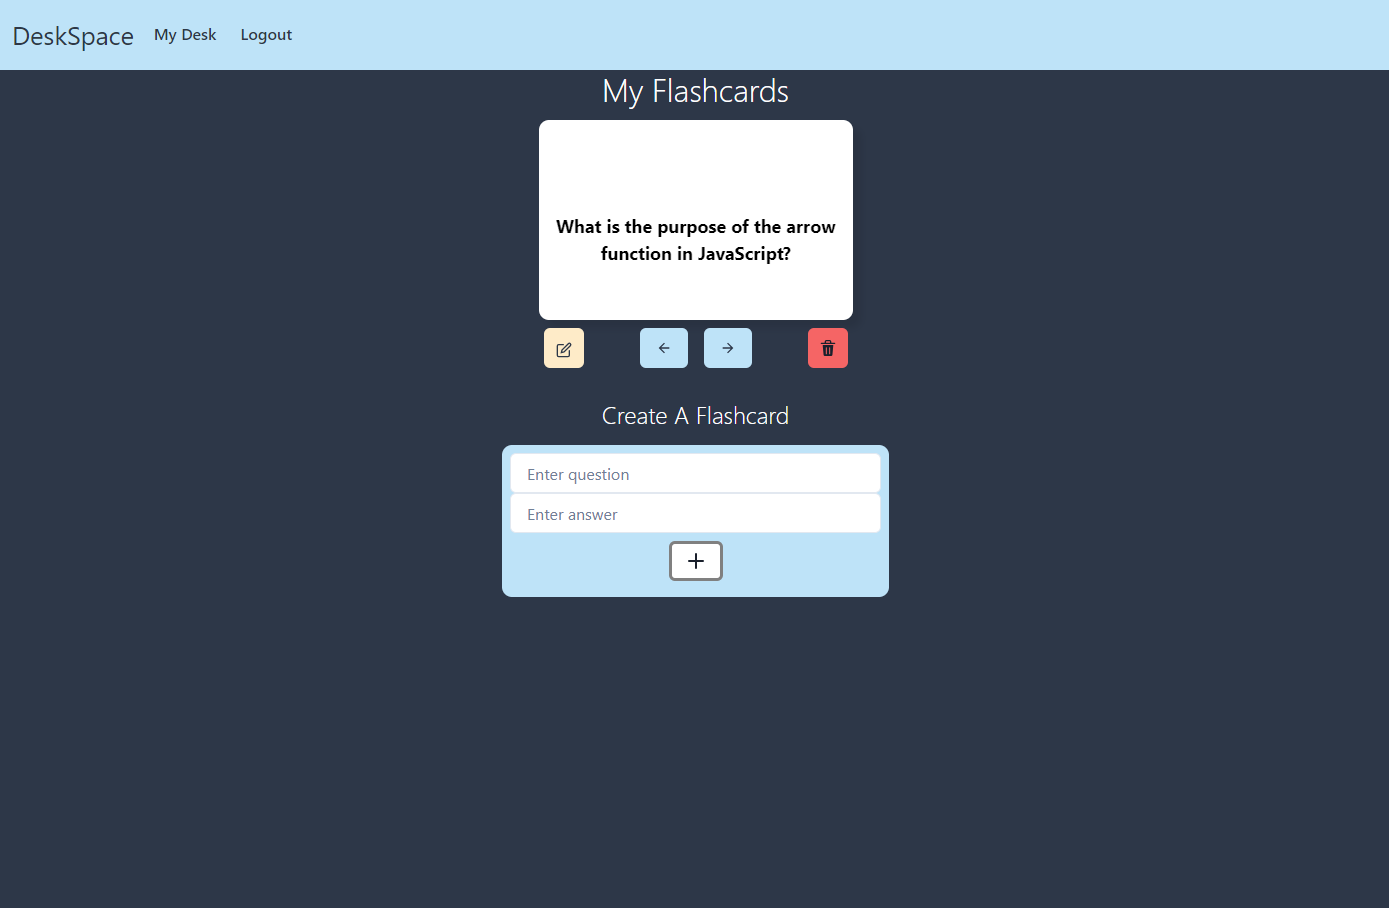 DeskSpace My Desk Logout
My Flashcards
What is the purpose of the arrow
function in JavaScript?
Create A Flashcard
Enter question
Enter answer